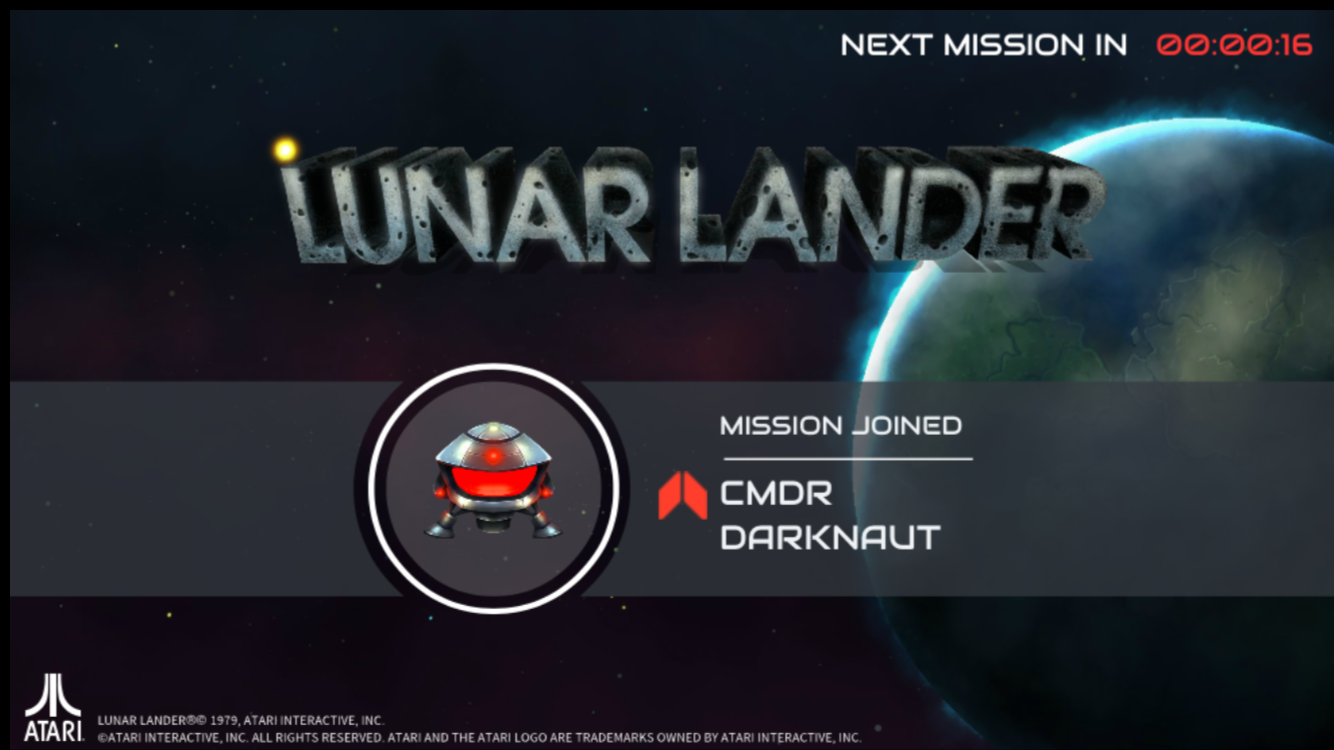 NEXT MISSION IN 00:00:16
LUNAR LANDER
MISSION JOINED
CMDR
DARKNAUT
ATARI
LUNAR LANDER®© 1979, ATARI INTERACTIVE, INC.
©ATARI INTERACTIVE, INC. ALL RIGHTS RESERVED. ATARI AND THE ATARI LOGO ARE TRADEMARKS OWNED BY ATARI INTERACTIVE, INC.